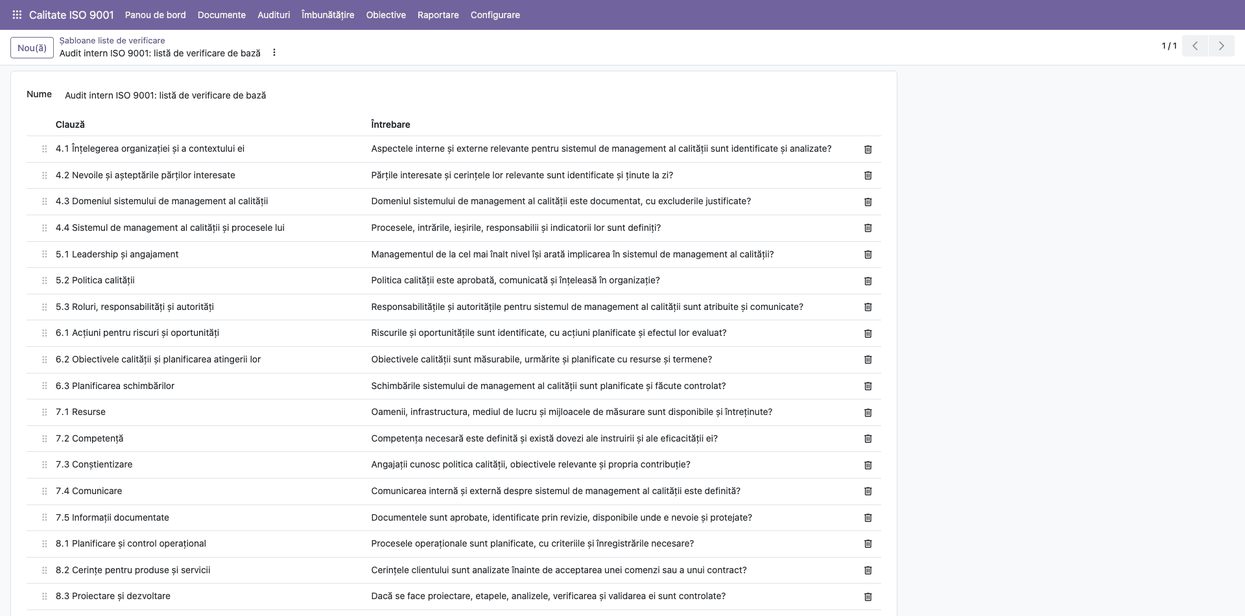 Calitate ISO 9001 Panou de bord Documente Audituri Îmbunătățire Obiective Raportare Configurare
Nou(ă)
Șabloane liste de verificare
Audit intern ISO 9001: listă de verificare de bază
1 / 1
Nume Audit intern ISO 9001: listă de verificare de bază
Clauză Întrebare
4.1 Înțelegerea organizației și a contextului ei Aspectele interne și externe relevante pentru sistemul de management al calității sunt identificate și analizate?
4.2 Nevoile și așteptările părților interesate Părțile interesate și cerințele lor relevante sunt identificate și ținute la zi?
4.3 Domeniul sistemului de management al calității Domeniul sistemului de management al calității este documentat, cu excluderile justificate?
4.4 Sistemul de management al calității și procesele lui Procesele, intrările, ieșirile, responsabilii și indicatorii lor sunt definiți?
5.1 Leadership și angajament Managementul de la cel mai înalt nivel își arată implicarea în sistemul de management al calității?
5.2 Politica calității Politica calității este aprobată, comunicată și înțeleasă în organizație?
5.3 Roluri, responsabilități și autorități Responsabilitățile și autoritățile pentru sistemul de management al calității sunt atribuite și comunicate?
6.1 Acțiuni pentru riscuri și oportunități Riscurile și oportunitățile sunt identificate, cu acțiuni planificate și efectul lor evaluat?
6.2 Obiectivele calității și planificarea atingerii lor Obiectivele calității sunt măsurabile, urmărite și planificate cu resurse și termene?
6.3 Planificarea schimbărilor Schimbările sistemului de management al calității sunt planificate și făcute controlat?
7.1 Resurse Oamenii, infrastructura, mediul de lucru și mijloacele de măsurare sunt disponibile și întreținute?
7.2 Competență Competența necesară este definită și există dovezi ale instruirii și ale eficacității ei?
7.3 Conștientizare Angajații cunosc politica calității, obiectivele relevante și propria contribuție?
7.4 Comunicare Comunicarea internă și externă despre sistemul de management al calității este definită?
7.5 Informații documentate Documentele sunt aprobate, identificate prin revizie, disponibile unde e nevoie și protejate?
8.1 Planificare și control operațional Procesele operaționale sunt planificate, cu criteriile și înregistrările necesare?
8.2 Cerințe pentru produse și servicii Cerințele clientului sunt analizate înainte de acceptarea unei comenzi sau a unui contract?
8.3 Proiectare și dezvoltare Dacă se face proiectare, etapele, analizele, verificarea și validarea ei sunt controlate?